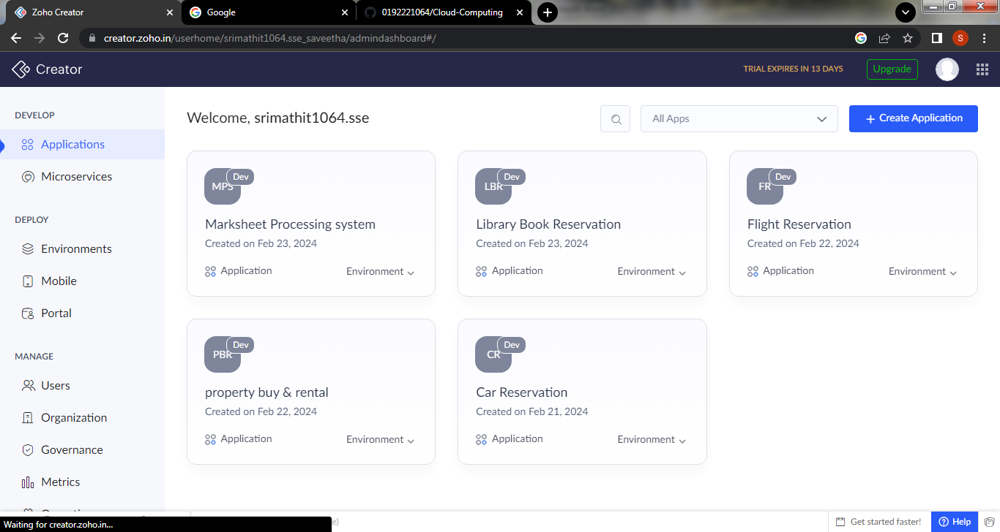 Zoho Creator
Google
0192221064/Cloud-Computing
creator.zoho.in/userhome/srimathit1064.sse_saveetha/admindashboard#/
S
Creator
TRIAL EXPIRES IN 13 DAYS
Upgrade
DEVELOP
Applications
Microservices
DEPLOY
Environments
Mobile
Portal
MANAGE
Users
Organization
Governance
Metrics
Welcome, srimathit1064.sse
All Apps
+ Create Application
MPS
Dev
Marksheet Processing system
Created on Feb 23, 2024
Application
Environment
LBR
Dev
Library Book Reservation
Created on Feb 23, 2024
Application
Environment
FR
Dev
Flight Reservation
Created on Feb 22, 2024
Application
Environment
PBR
Dev
property buy & rental
Created on Feb 22, 2024
Application
Environment
CR
Dev
Car Reservation
Created on Feb 21, 2024
Application
Environment
Waiting for creator.zoho.in...
Get started faster!
Help